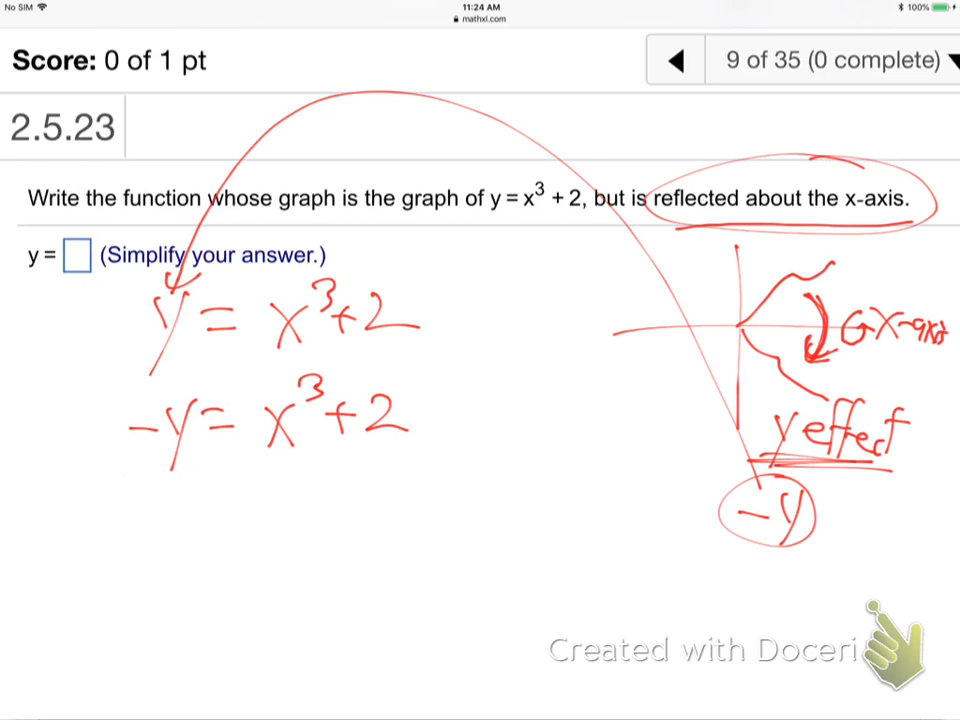 No SIM 11:24 AM 100%
mathxl.com
Score: 0 of 1 pt 9 of 35 (0 complete)
2.5.23
Write the function whose graph is the graph of y = x³ + 2, but is reflected about the x-axis.
y = (Simplify your answer.)
y = x³+2
x-axis
-y = x³+2
y effect
-y
Created with Doceri